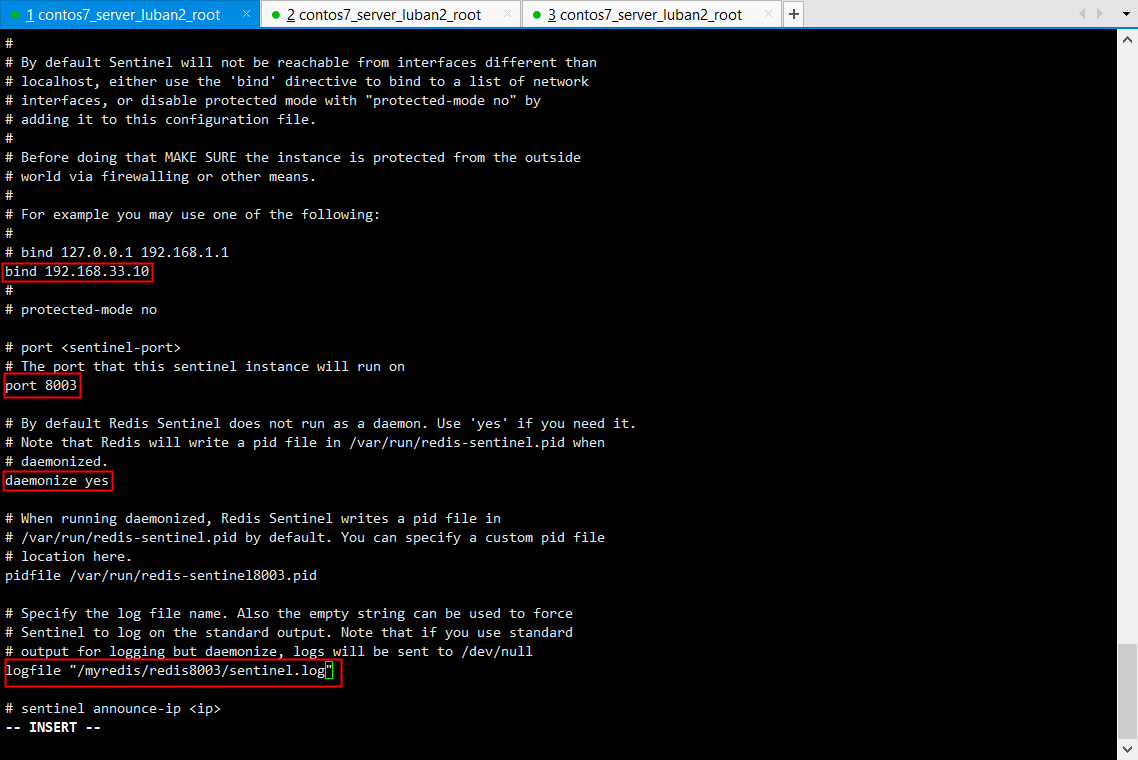 1 contos7_server_luban2_root × 2 contos7_server_luban2_root × 3 contos7_server_luban2_root × +
#
# By default Sentinel will not be reachable from interfaces different than
# localhost, either use the 'bind' directive to bind to a list of network
# interfaces, or disable protected mode with "protected-mode no" by
# adding it to this configuration file.
#
# Before doing that MAKE SURE the instance is protected from the outside
# world via firewalling or other means.
#
# For example you may use one of the following:
#
# bind 127.0.0.1 192.168.1.1
bind 192.168.33.10
#
# protected-mode no
# port <sentinel-port>
# The port that this sentinel instance will run on
port 8003
# By default Redis Sentinel does not run as a daemon. Use 'yes' if you need it.
# Note that Redis will write a pid file in /var/run/redis-sentinel.pid when
# daemonized.
daemonize yes
# When running daemonized, Redis Sentinel writes a pid file in
# /var/run/redis-sentinel.pid by default. You can specify a custom pid file
# location here.
pidfile /var/run/redis-sentinel8003.pid
# Specify the log file name. Also the empty string can be used to force
# Sentinel to log on the standard output. Note that if you use standard
# output for logging but daemonize, logs will be sent to /dev/null
logfile "/myredis/redis8003/sentinel.log"
# sentinel announce-ip <ip>
-- INSERT --